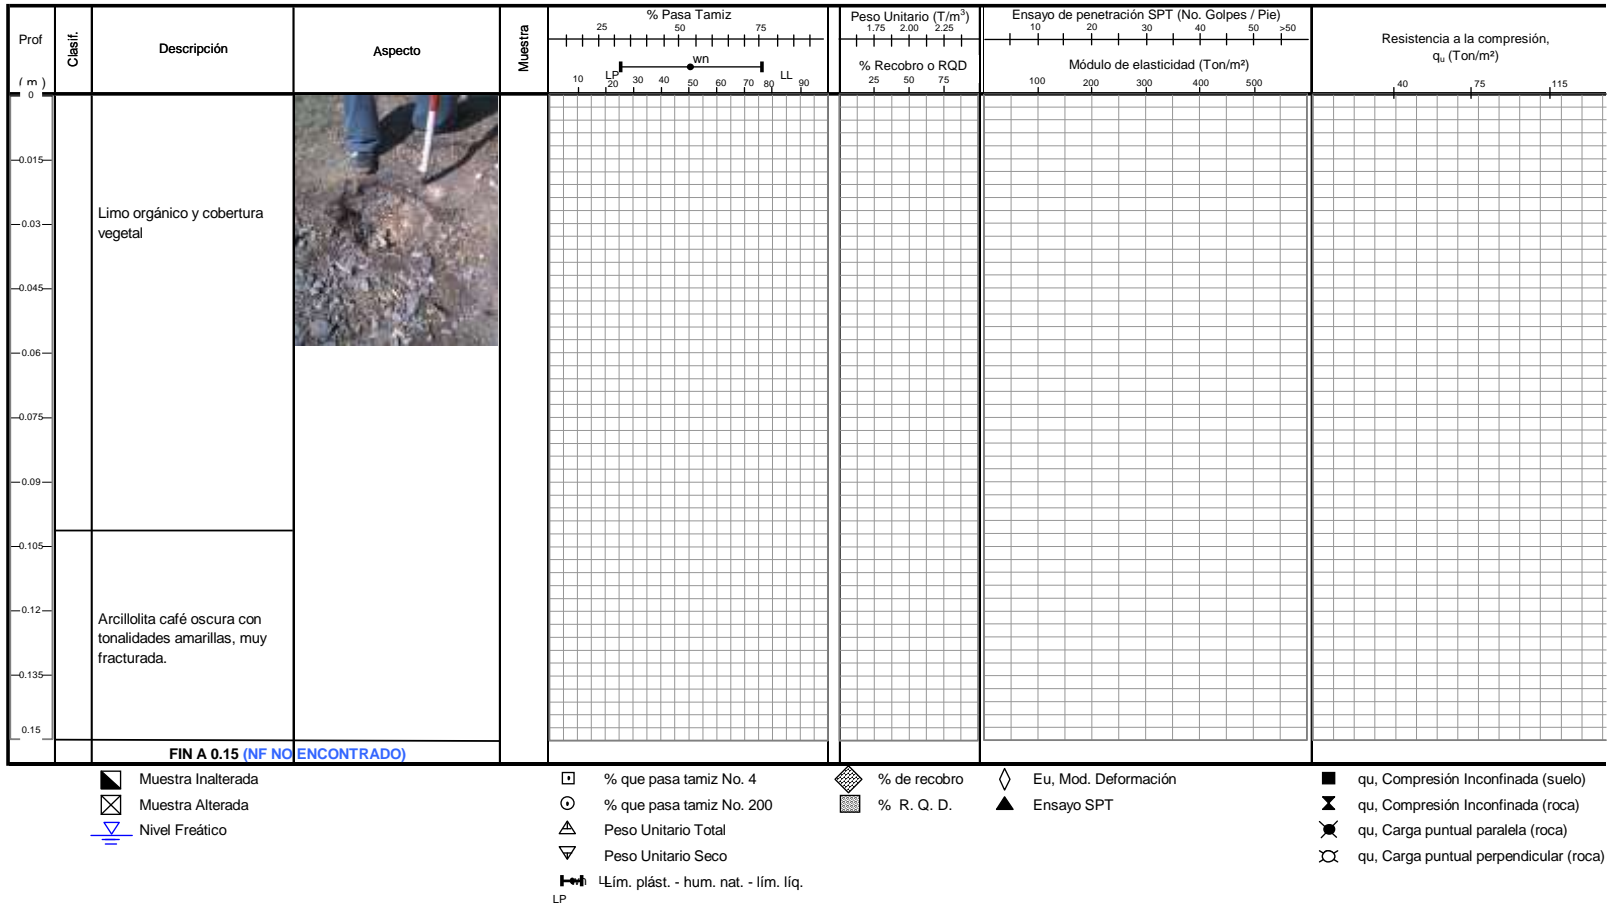 Prof
( m )
Clasif.
Descripción
Aspecto
Muestra
% Pasa Tamiz
25 50 75
wn
LP LL
10 20 30 40 50 60 70 80 90
Peso Unitario (T/m³)
1.75 2.00 2.25
% Recobro o RQD
25 50 75
Ensayo de penetración SPT (No. Golpes / Pie)
10 20 30 40 50 >50
Módulo de elasticidad (Ton/m²)
100 200 300 400 500
Resistencia a la compresión,
qᵤ (Ton/m²)
40 75 115
0
0.015
0.03
0.045
0.06
0.075
0.09
0.105
0.12
0.135
0.15
Limo orgánico y cobertura
vegetal
Arcillolita café oscura con
tonalidades amarillas, muy
fracturada.
FIN A 0.15 (NF NO ENCONTRADO)
Muestra Inalterada
Muestra Alterada
Nivel Freático
% que pasa tamiz No. 4
% que pasa tamiz No. 200
Peso Unitario Total
Peso Unitario Seco
wn LL Lím. plást. - hum. nat. - lím. líq.
LP
% de recobro
% R. Q. D.
Eu, Mod. Deformación
Ensayo SPT
qu, Compresión Inconfinada (suelo)
qu, Compresión Inconfinada (roca)
qu, Carga puntual paralela (roca)
qu, Carga puntual perpendicular (roca)